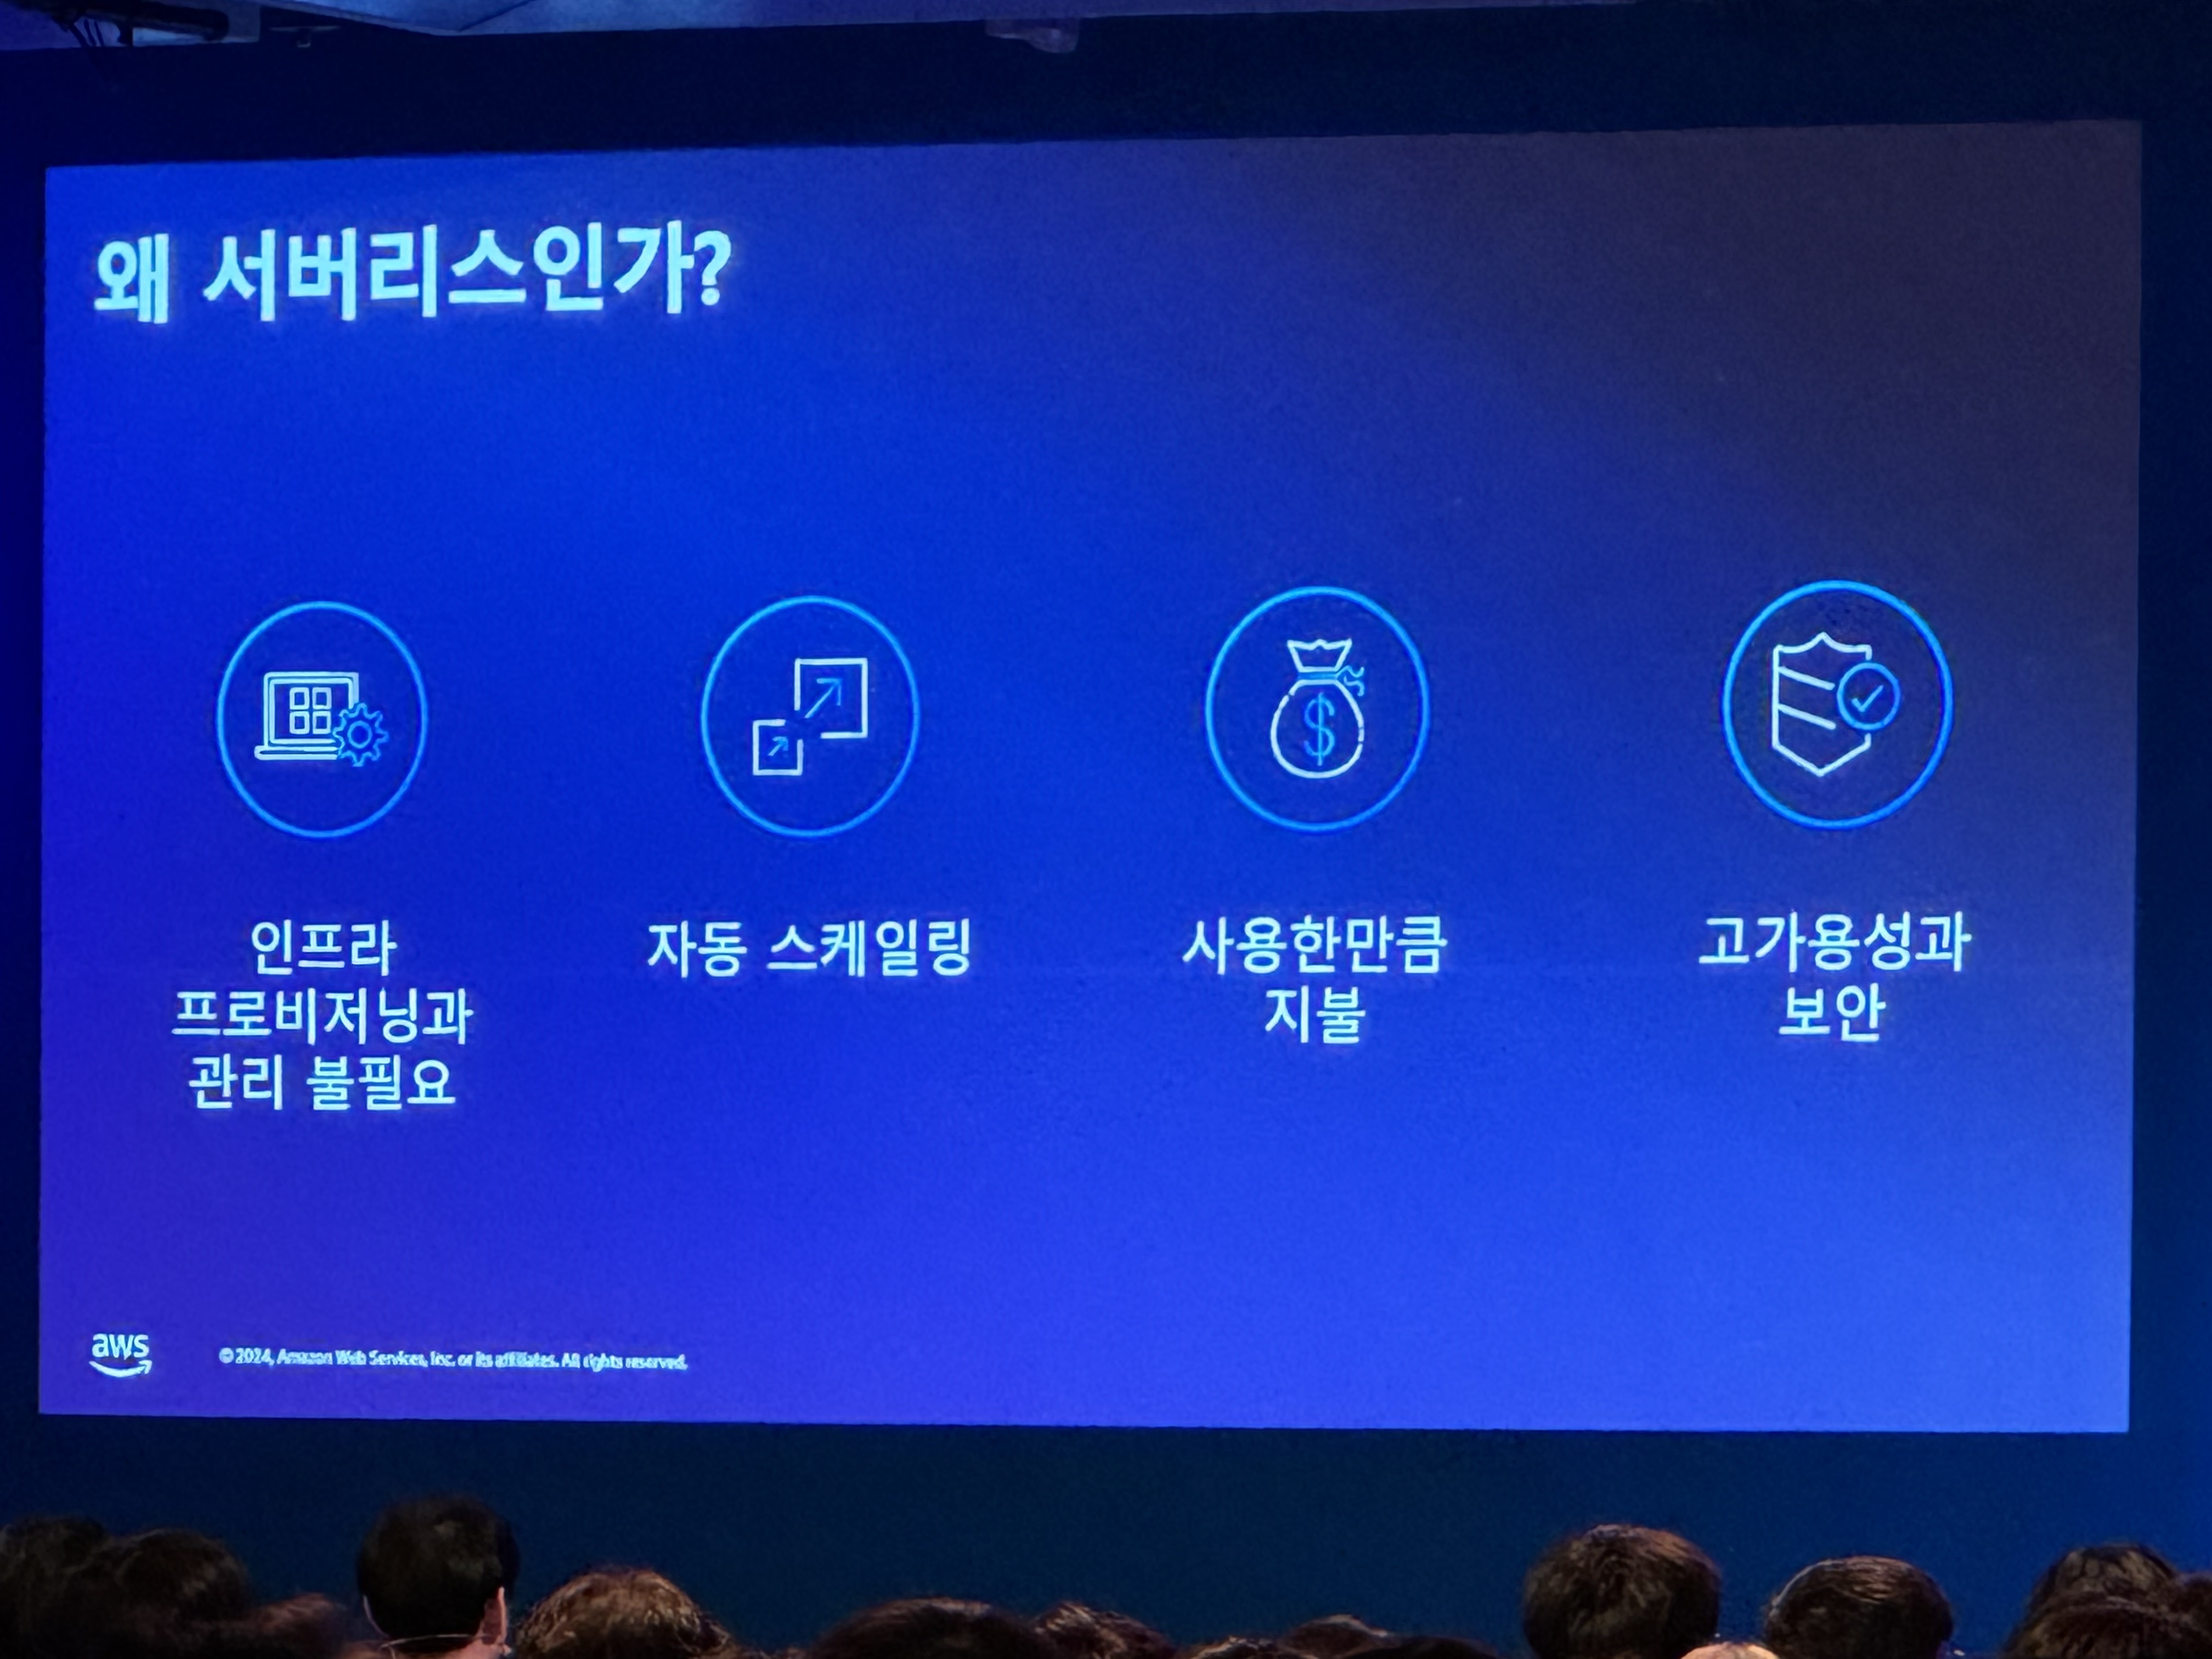 왜 서버리스인가?
인프라
프로비저닝과
관리 불필요
자동 스케일링
사용한만큼
지불
고가용성과
보안
aws
© 2024, Amazon Web Services, Inc. or its affiliates. All rights reserved.